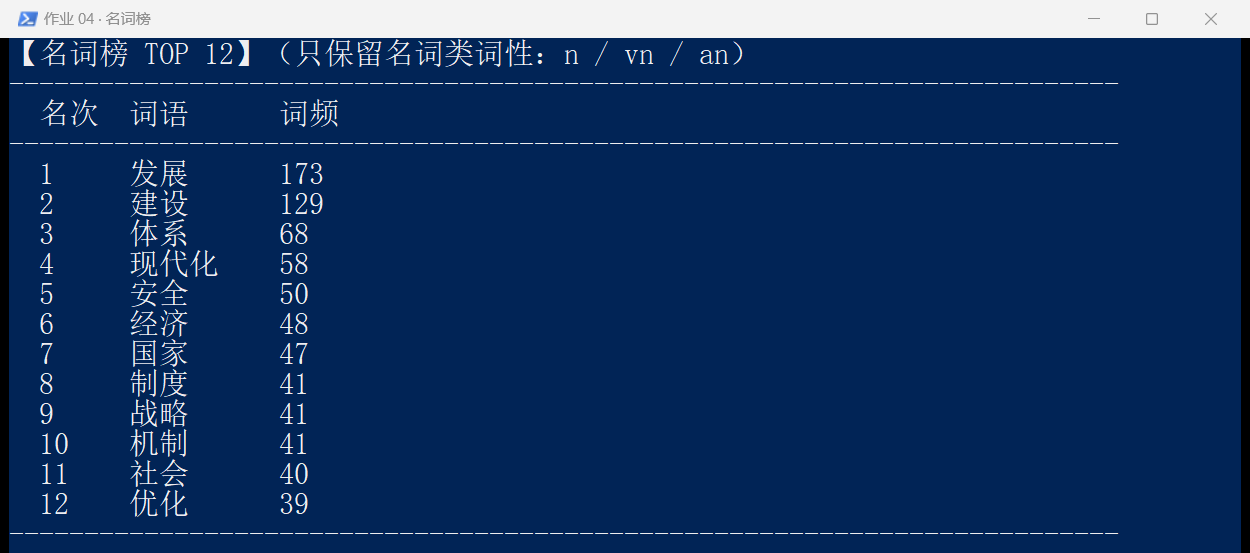 作业 04 · 名词榜
【名词榜 TOP 12】（只保留名词类词性：n / vn / an）
--------------------------------------------------------------------------
名次 词语 词频
--------------------------------------------------------------------------
1 发展 173
2 建设 129
3 体系 68
4 现代化 58
5 安全 50
6 经济 48
7 国家 47
8 制度 41
9 战略 41
10 机制 41
11 社会 40
12 优化 39
--------------------------------------------------------------------------